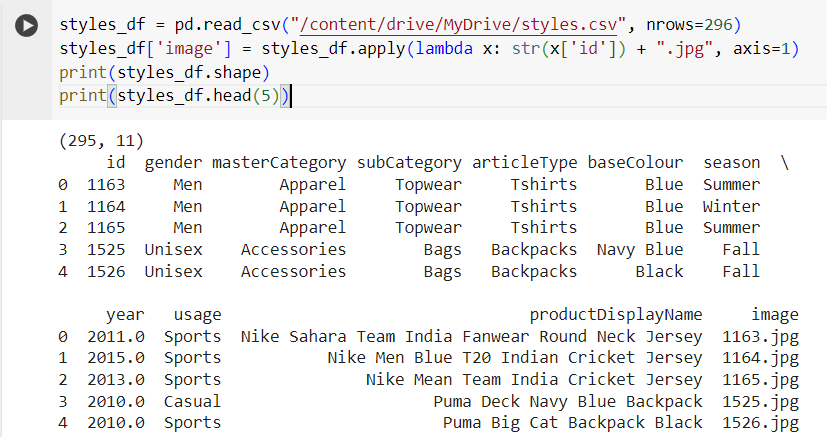 styles_df = pd.read_csv("/content/drive/MyDrive/styles.csv", nrows=296)
styles_df['image'] = styles_df.apply(lambda x: str(x['id']) + ".jpg", axis=1)
print(styles_df.shape)
print(styles_df.head(5))
(295, 11)
id gender masterCategory subCategory articleType baseColour season \
0 1163 Men Apparel Topwear Tshirts Blue Summer
1 1164 Men Apparel Topwear Tshirts Blue Winter
2 1165 Men Apparel Topwear Tshirts Blue Summer
3 1525 Unisex Accessories Bags Backpacks Navy Blue Fall
4 1526 Unisex Accessories Bags Backpacks Black Fall
year usage productDisplayName image
0 2011.0 Sports Nike Sahara Team India Fanwear Round Neck Jersey 1163.jpg
1 2015.0 Sports Nike Men Blue T20 Indian Cricket Jersey 1164.jpg
2 2013.0 Sports Nike Mean Team India Cricket Jersey 1165.jpg
3 2010.0 Casual Puma Deck Navy Blue Backpack 1525.jpg
4 2010.0 Sports Puma Big Cat Backpack Black 1526.jpg